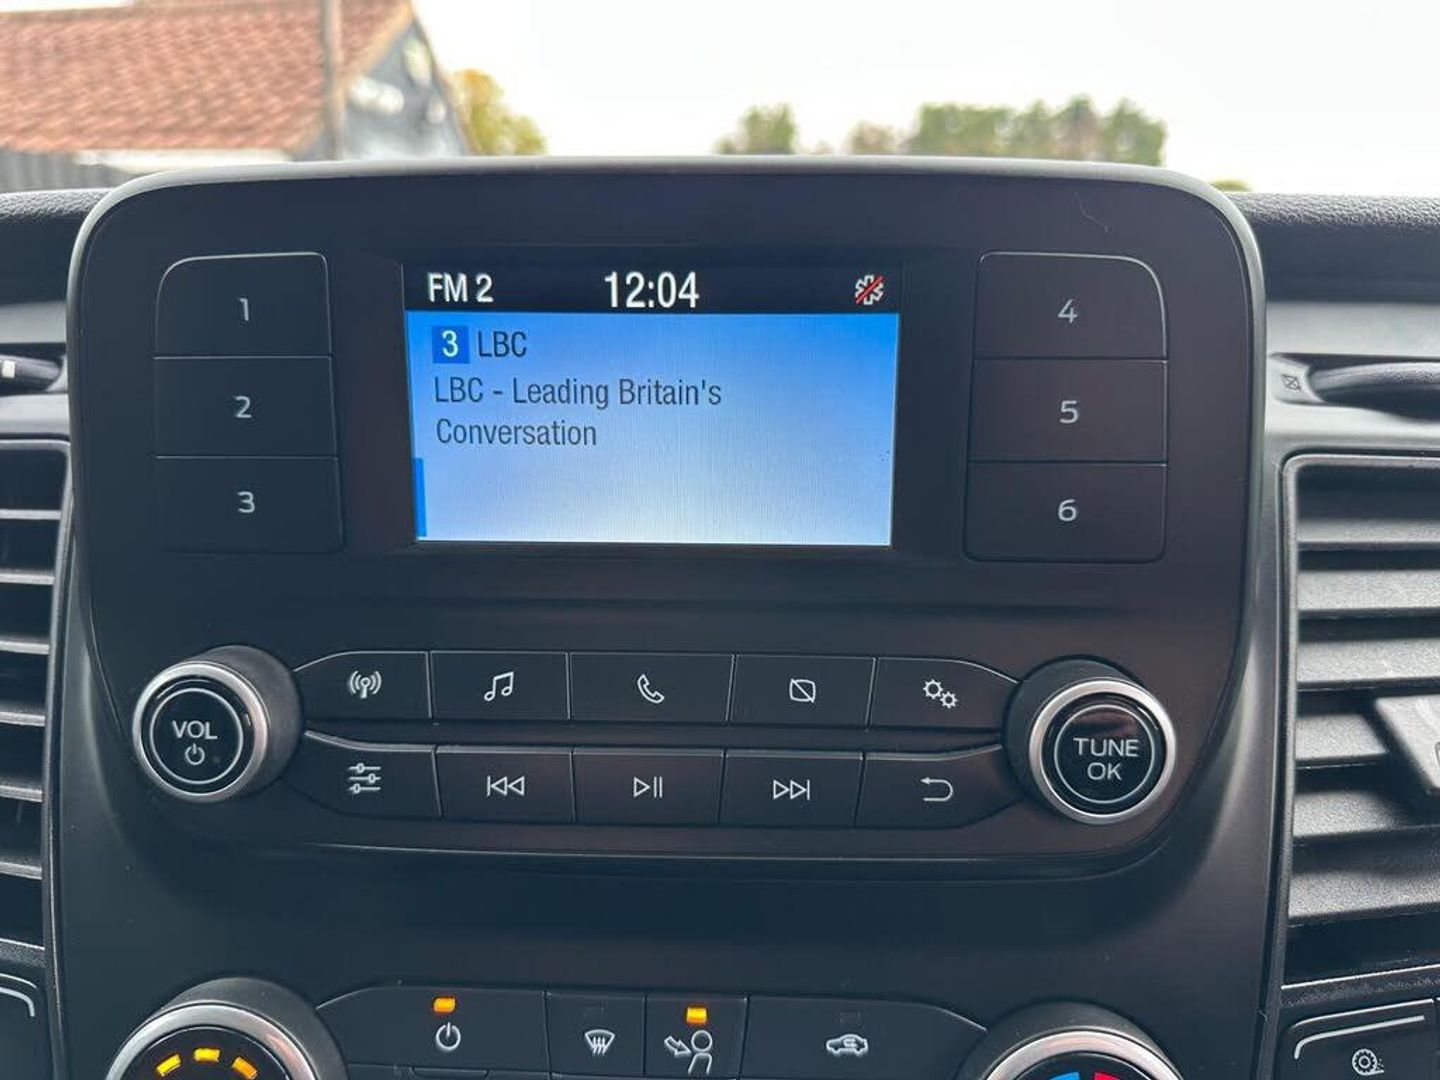 FM 2 12:04
3 LBC
LBC - Leading Britain's
Conversation
1
2
3
4
5
6
VOL
TUNE
OK